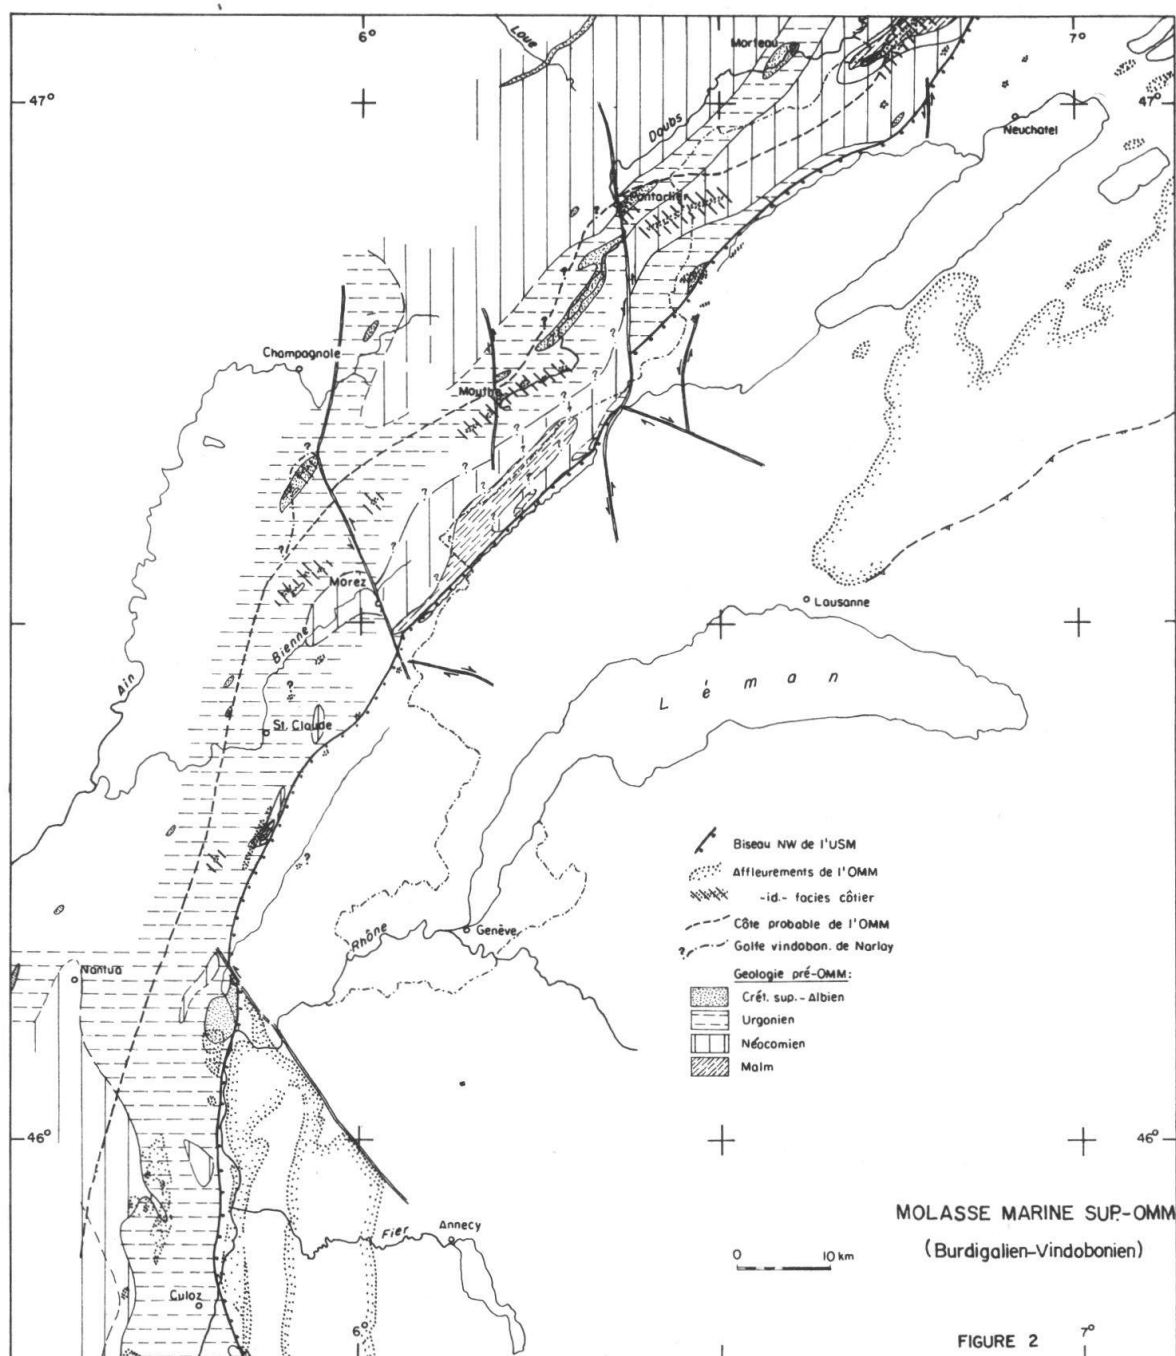 6°
7°
Loue
Morteau
47°
47°
Doubs
Neuchatel
Pontarlier
Champagnole
Mouthe
Morez
Lausanne
Bienne
Ain
Léman
St. Claude
Biseau NW de l'USM
Affleurements de l'OMM
-id.- facies côtier
Côte probable de l'OMM
? Golfe vindobon. de Narlay
Rhône
Genève
Nantua
Geologie pré-OMM:
Crét. sup.-Albien
Urgonien
Néocomien
Malm
46°
46°
MOLASSE MARINE SUP.-OMM
(Burdigalien-Vindobonien)
Fier
Annecy
0 10 km
Culoz
6°
7°
FIGURE 2